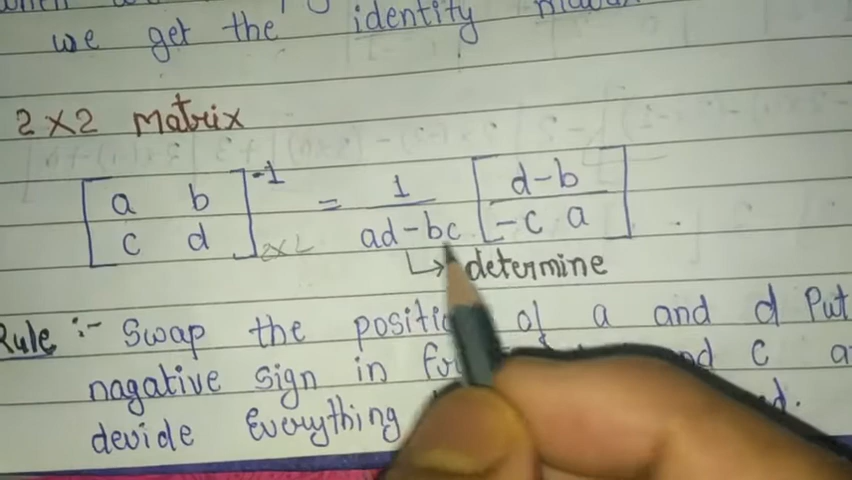 we get the identity
2×2 Matrix
[a b
c d]⁻¹ 2×2 = 1/ad-bc [d-b
-c a]
↳ determine
Rule :- Swap the position of a and d Put
nagative sign in c
devide Everything